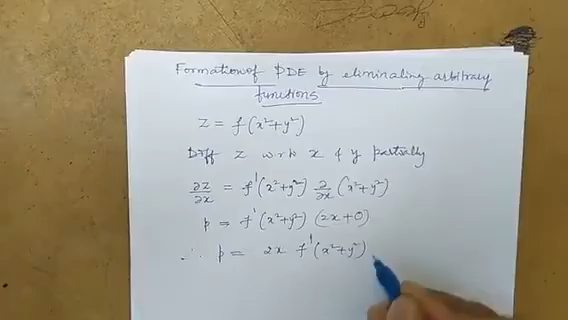 Formation of PDE by eliminating arbitrary
functions
z = f(x²+y²)
Diff z w.r.to x & y partially
∂z/∂x = f'(x²+y²) ∂/∂x (x²+y²)
p = f'(x²+y²) (2x+0)
∴ p = 2x f'(x²+y²)